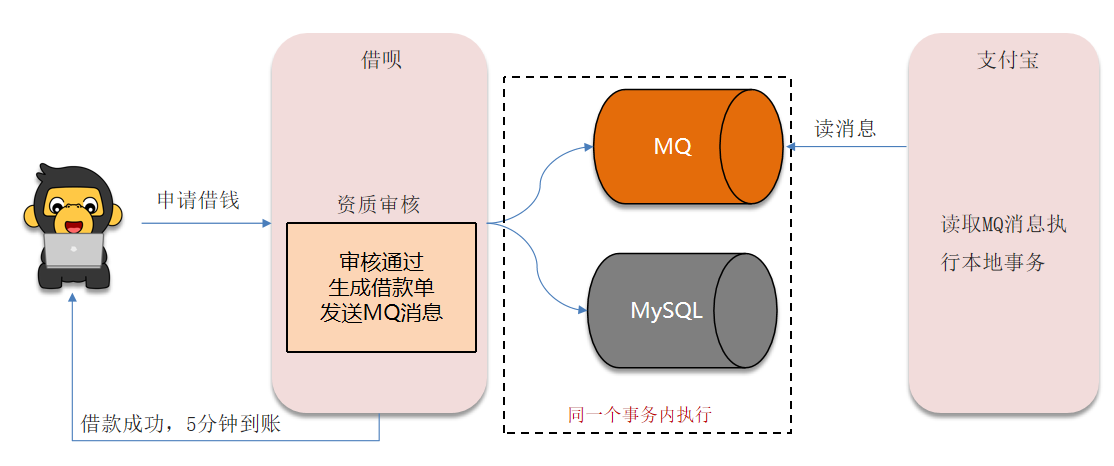 借呗
支付宝
MQ
读消息
申请借钱
资质审核
审核通过
生成借款单
发送MQ消息
读取MQ消息执
行本地事务
MySQL
借款成功，5分钟到账
同一个事务内执行